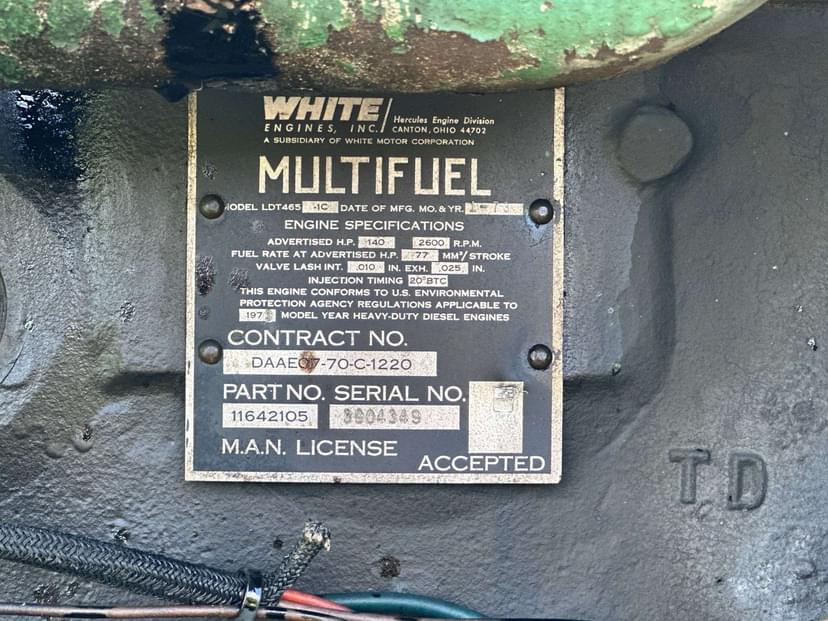 WHITE
ENGINES, INC.
Hercules Engine Division
CANTON, OHIO 44702
A SUBSIDIARY OF WHITE MOTOR CORPORATION
MULTIFUEL
MODEL LDT465 -1C DATE OF MFG. MO. & YR.
ENGINE SPECIFICATIONS
ADVERTISED H.P. 140 2600 R.P.M.
FUEL RATE AT ADVERTISED H.P. 77 MM³/STROKE
VALVE LASH INT. .010 IN. EXH. .025 IN.
INJECTION TIMING 20°BTC
THIS ENGINE CONFORMS TO U.S. ENVIRONMENTAL
PROTECTION AGENCY REGULATIONS APPLICABLE TO
MODEL YEAR HEAVY-DUTY DIESEL ENGINES
CONTRACT NO.
DAAE07-70-C-1220
PART NO. SERIAL NO.
11642105
M.A.N. LICENSE
ACCEPTED
TD